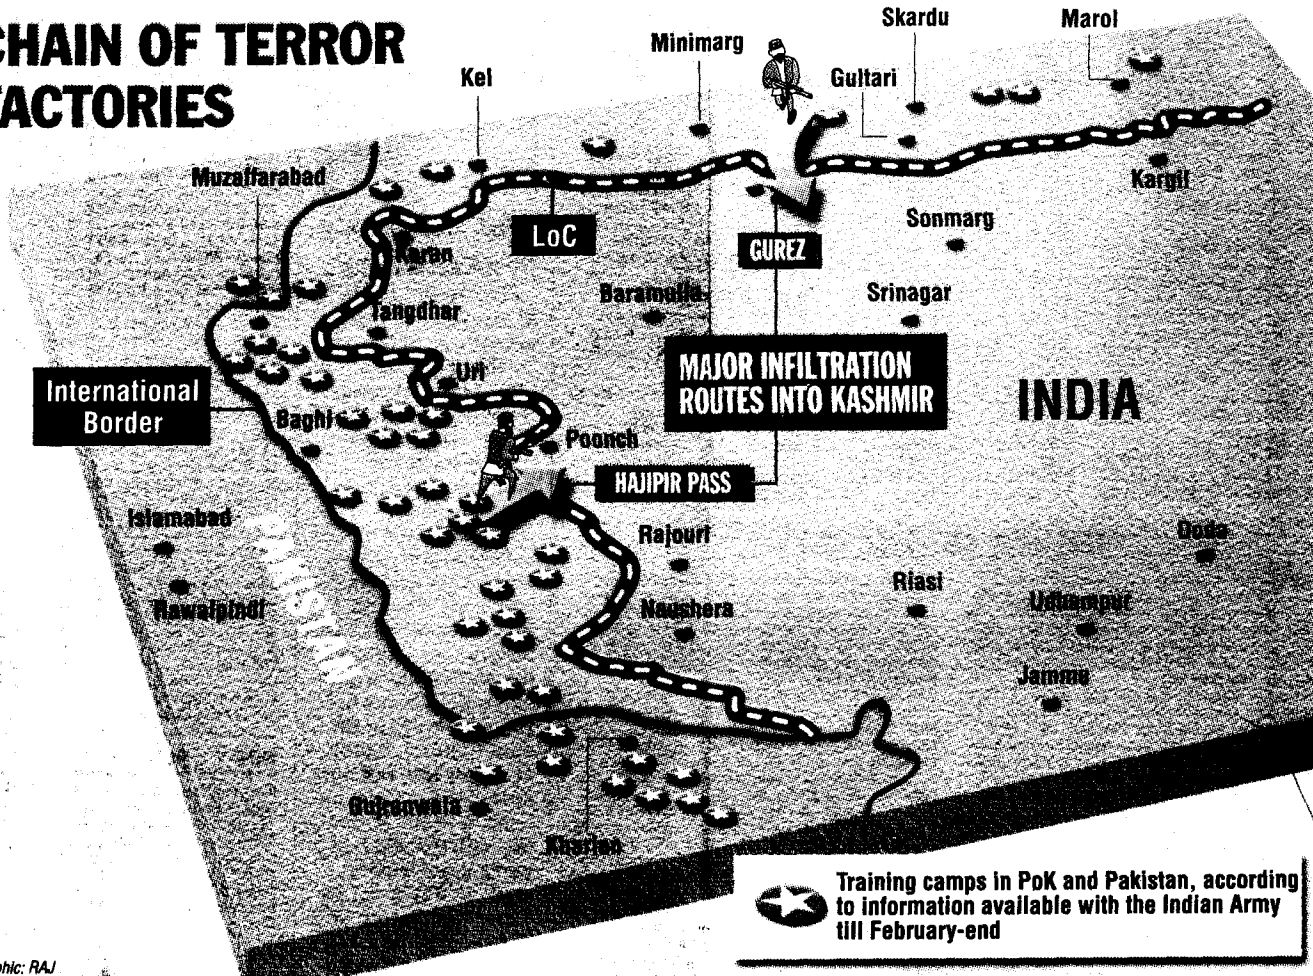 CHAIN OF TERROR
FACTORIES
Skardu
Marol
Minimarg
Kel
Gultari
Muzaffarabad
Kargil
LoC
Sonmarg
GUREZ
Karan
Baramulla
Srinagar
Tangdhar
MAJOR INFILTRATION
ROUTES INTO KASHMIR
International
Border
Uri
INDIA
Baghi
Poonch
HAJIPIR PASS
Islamabad
PAKISTAN
Rajouri
Doda
Riasi
Rawalpindi
Naushera
Udhampur
Jammu
Gujranwala
Kharian
Training camps in PoK and Pakistan, according
to information available with the Indian Army
till February-end
phic: RAJ